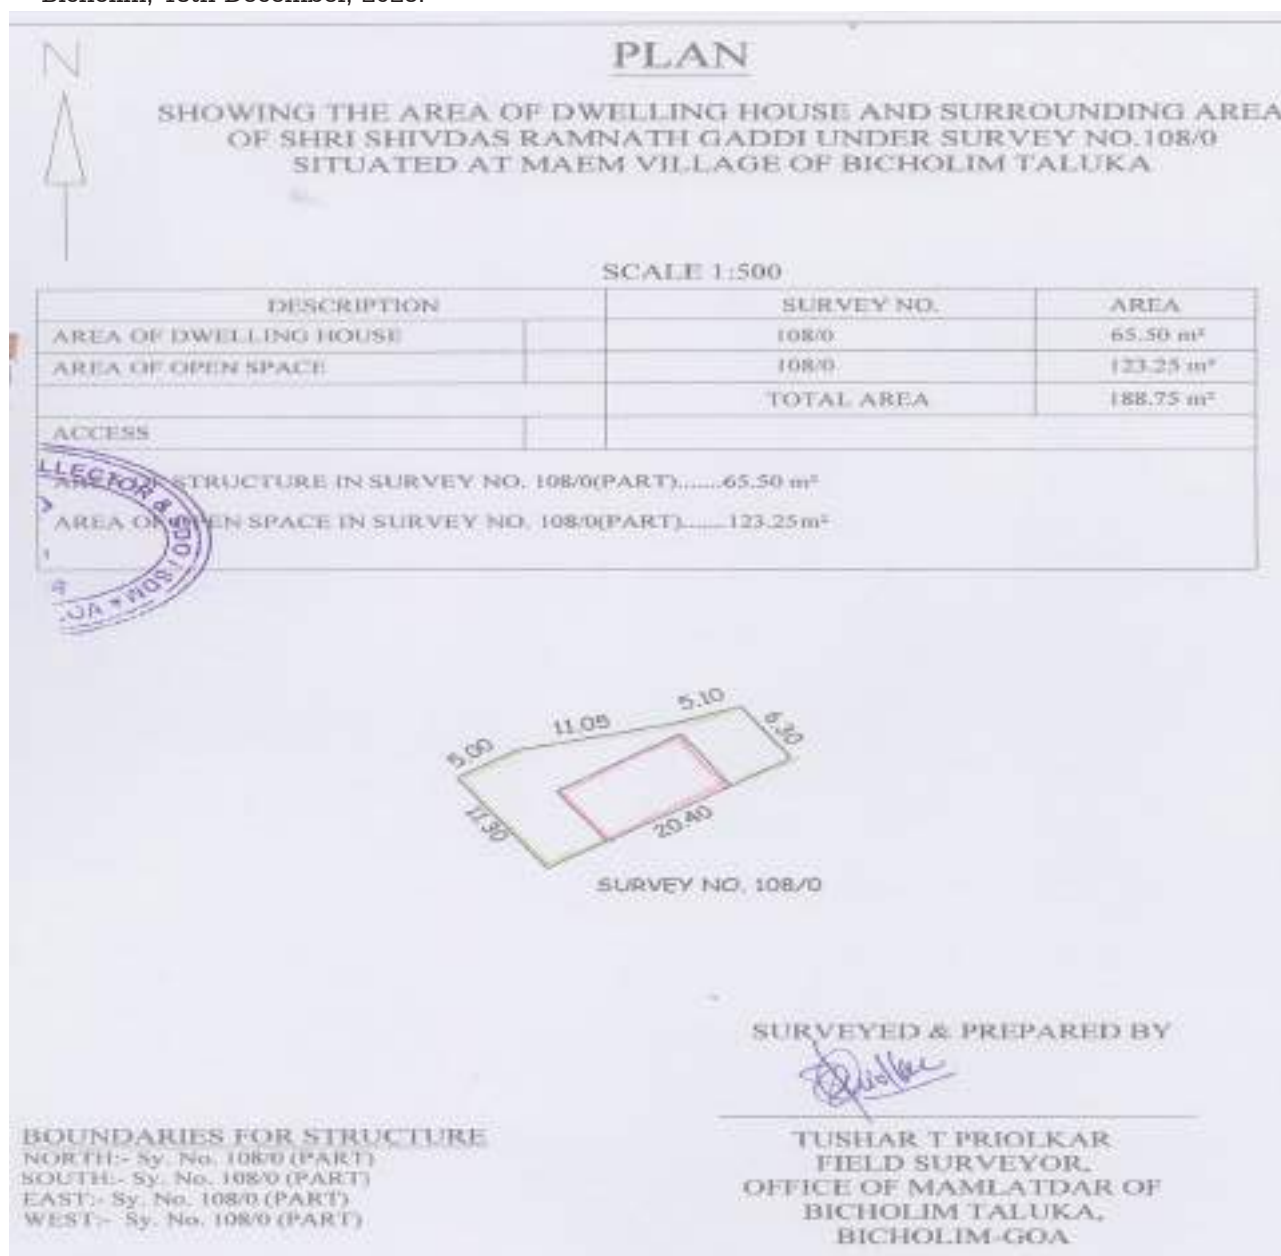 PLAN
N
SHOWING THE AREA OF DWELLING HOUSE AND SURROUNDING AREA
OF SHRI SHIVDAS RAMNATH GADDI UNDER SURVEY NO.108/0
SITUATED AT MAEM VILLAGE OF BICHOLIM TALUKA
SCALE 1:500
DESCRIPTION SURVEY NO. AREA
AREA OF DWELLING HOUSE 108/0 65.50 m²
AREA OF OPEN SPACE 108/0 123.25 m²
TOTAL AREA 188.75 m²
ACCESS
STRUCTURE IN SURVEY NO. 108/0(PART).......65.50 m²
AREA OF OPEN SPACE IN SURVEY NO. 108/0(PART).......123.25m²
LLECTOR & SDO / SDM ★
5.00
11.05
5.10
6.30
11.30
20.40
SURVEY NO. 108/0
SURVEYED & PREPARED BY
TUSHAR T PRIOLKAR
FIELD SURVEYOR,
OFFICE OF MAMLATDAR OF
BICHOLIM TALUKA,
BICHOLIM-GOA
BOUNDARIES FOR STRUCTURE
NORTH:- Sy. No. 108/0 (PART)
SOUTH:- Sy. No. 108/0 (PART)
EAST:- Sy. No. 108/0 (PART)
WEST:- Sy. No. 108/0 (PART)